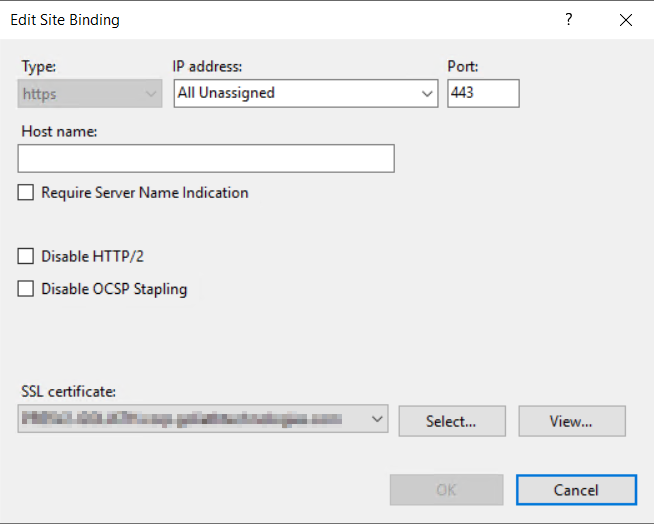 Edit Site Binding
?
Type:
IP address:
Port:
https
All Unassigned
443
Host name:
Require Server Name Indication
Disable HTTP/2
Disable OCSP Stapling
SSL certificate:
Select...
View...
OK
Cancel